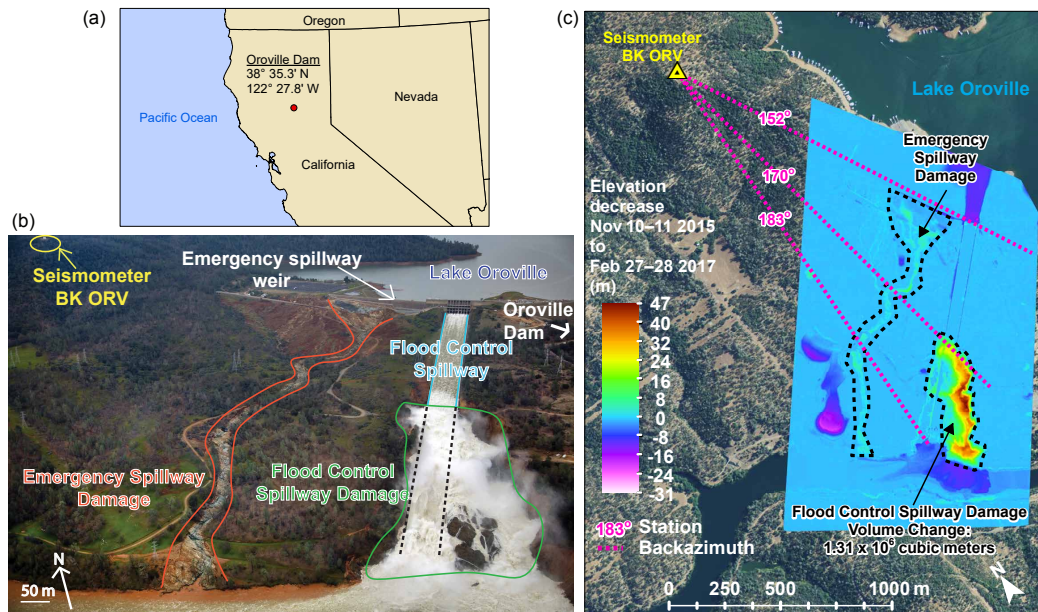 (a)
Oregon
Oroville Dam
38° 35.3' N
122° 27.8' W
Nevada
Pacific Ocean
California
(b)
Seismometer
BK ORV
Emergency spillway
weir
Lake Oroville
Oroville
Dam
Flood Control
Spillway
Emergency Spillway
Damage
Flood Control
Spillway Damage
N
50 m
(c)
Seismometer
BK ORV
Lake Oroville
152°
Emergency
Spillway
Damage
170°
183°
Elevation
decrease
Nov 10–11 2015
to
Feb 27–28 2017
(m)
47
40
32
24
16
8
0
-8
-16
-24
-31
Flood Control Spillway Damage
Volume Change:
1.31 x 10⁶ cubic meters
183° Station
Backazimuth
0 250 500 1000 m
N